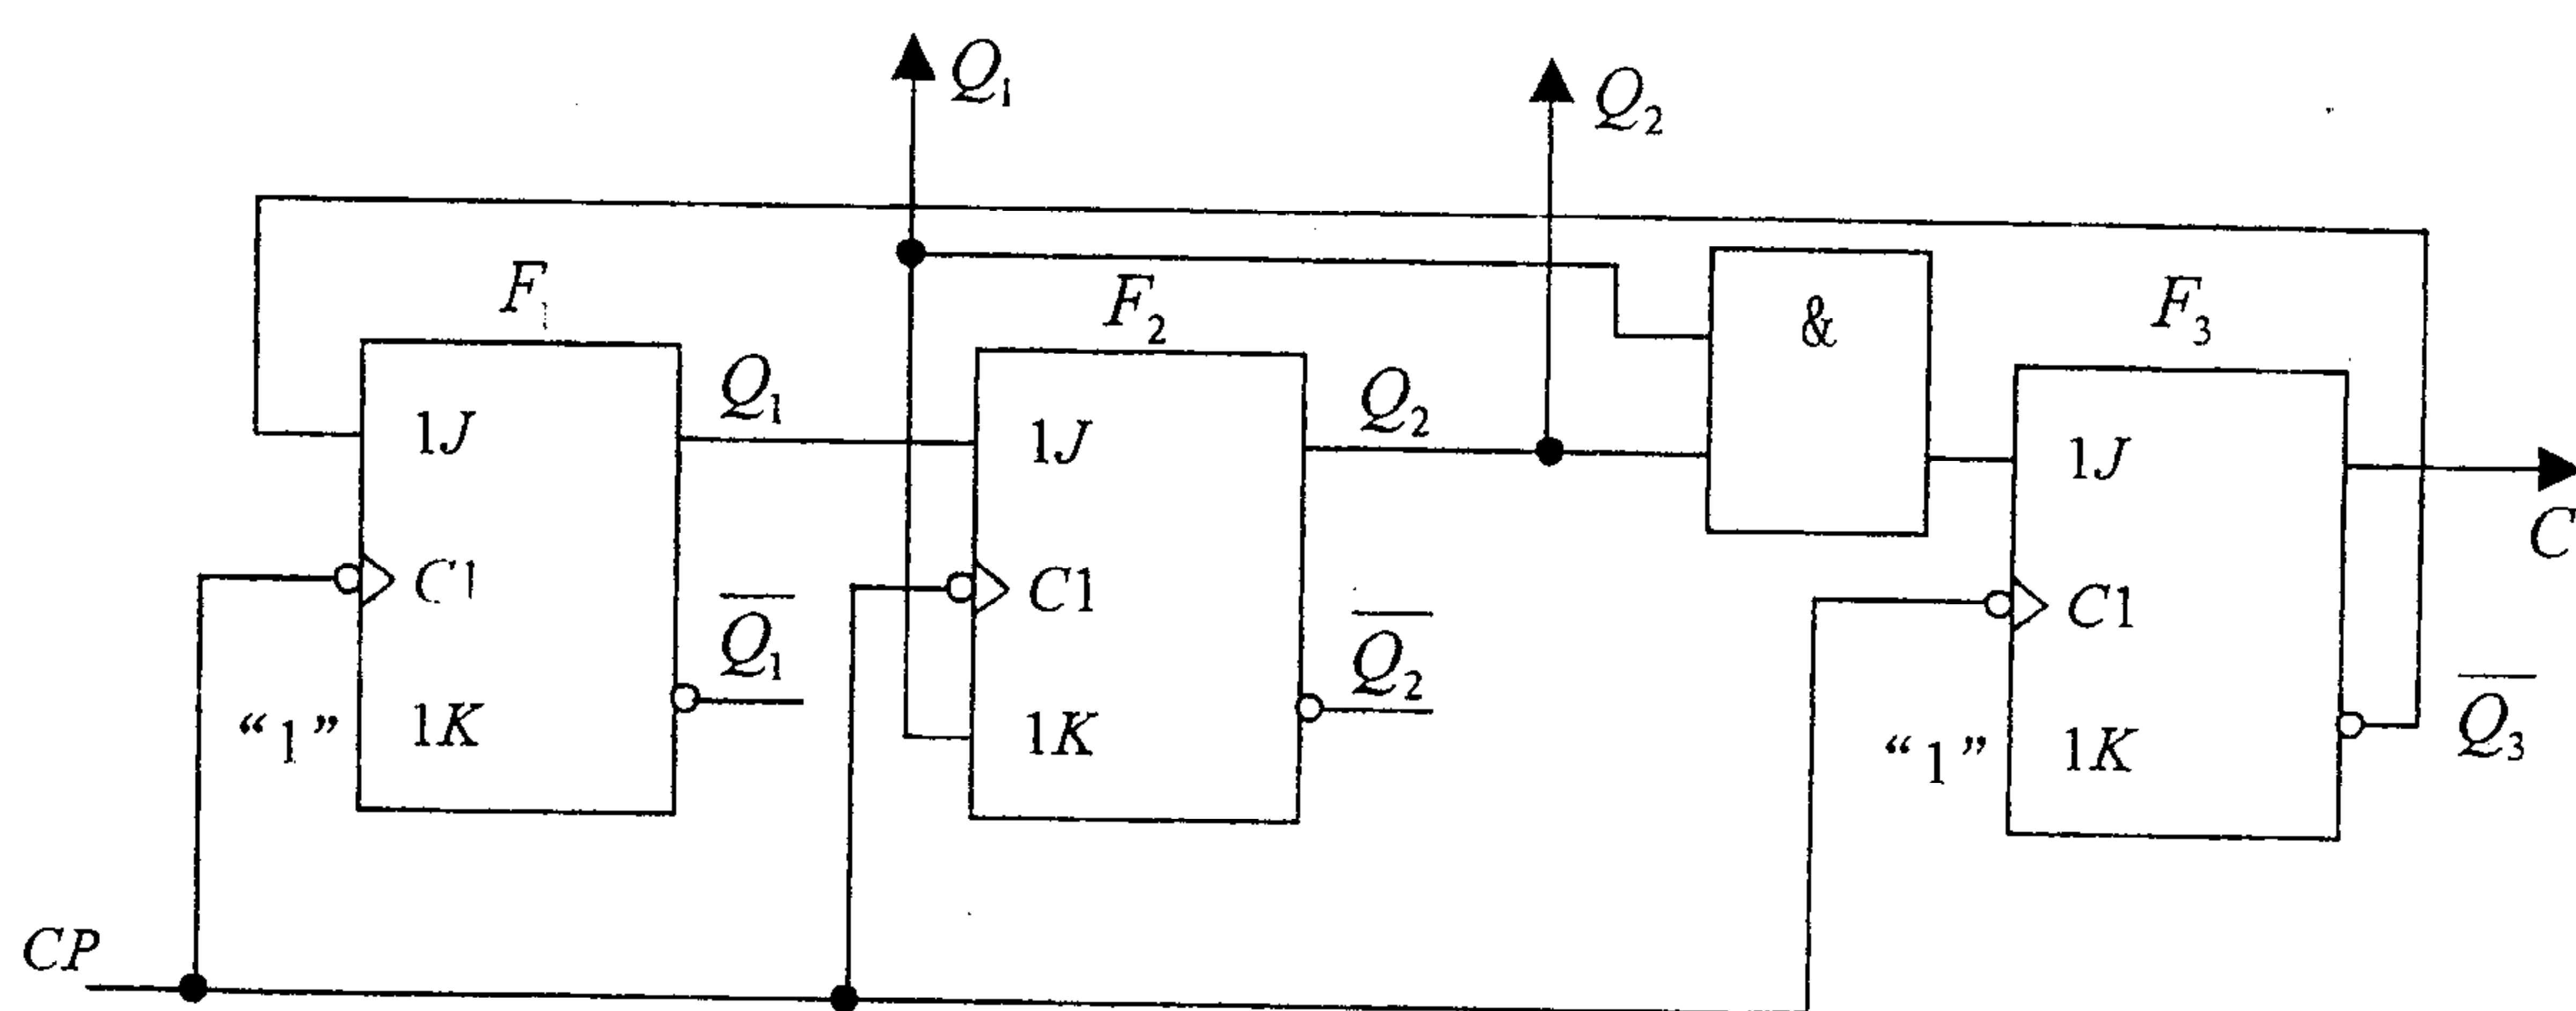 Q₁
Q₂
F₁
F₂
&
F₃
1J
Q₁
1J
Q₂
1J
C1
C1
C1
C
"1"
1K
Q̅₁
1K
Q̅₂
"1"
1K
Q̅₃
CP